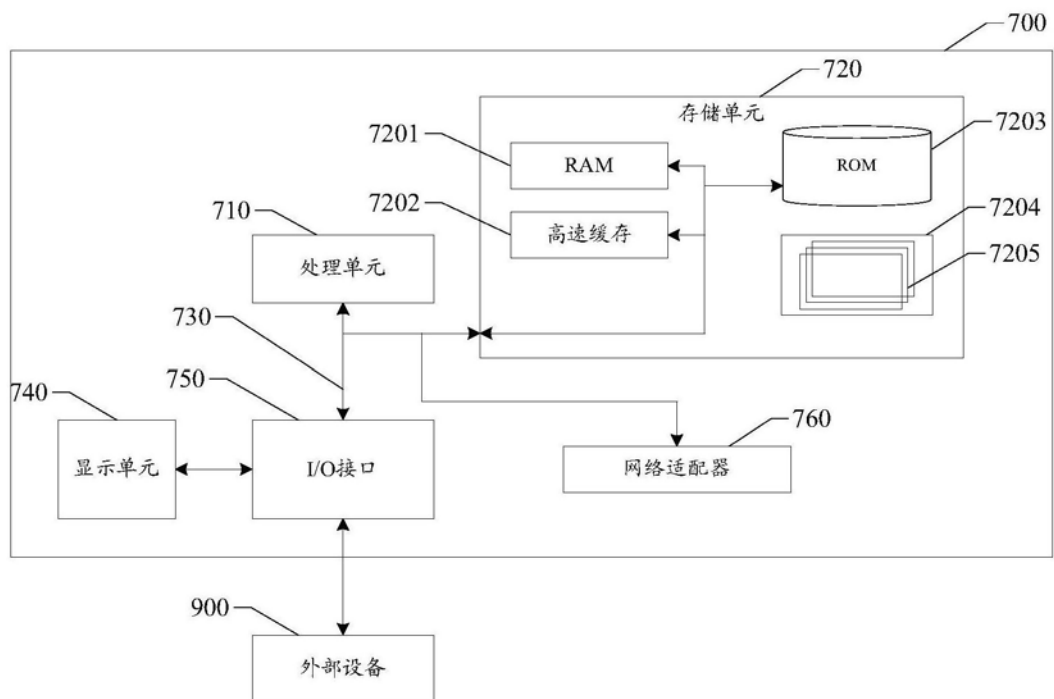 700
720
存储单元
7201
RAM
7203
ROM
7202
高速缓存
7204
7205
710
处理单元
730
750
740
显示单元
I/O接口
760
网络适配器
900
外部设备